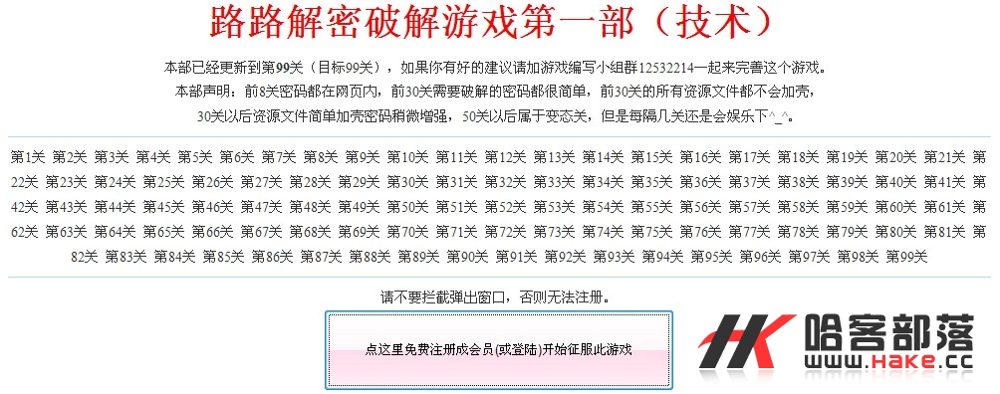 路路解密破解游戏第一部（技术）
本部已经更新到第99关（目标99关），如果你有好的建议请加游戏编写小组群12532214一起来完善这个游戏。
本部声明：前8关密码都在网页内，前30关需要破解的密码都很简单，前30关的所有资源文件都不会加壳，
30关以后资源文件简单加壳密码稍微增强，50关以后属于变态关，但是每隔几关还是会娱乐下^_^。
第1关 第2关 第3关 第4关 第5关 第6关 第7关 第8关 第9关 第10关 第11关 第12关 第13关 第14关 第15关 第16关 第17关 第18关 第19关 第20关 第21关 第
22关 第23关 第24关 第25关 第26关 第27关 第28关 第29关 第30关 第31关 第32关 第33关 第34关 第35关 第36关 第37关 第38关 第39关 第40关 第41关 第
42关 第43关 第44关 第45关 第46关 第47关 第48关 第49关 第50关 第51关 第52关 第53关 第54关 第55关 第56关 第57关 第58关 第59关 第60关 第61关 第
62关 第63关 第64关 第65关 第66关 第67关 第68关 第69关 第70关 第71关 第72关 第73关 第74关 第75关 第76关 第77关 第78关 第79关 第80关 第81关 第
82关 第83关 第84关 第85关 第86关 第87关 第88关 第89关 第90关 第91关 第92关 第93关 第94关 第95关 第96关 第97关 第98关 第99关
请不要拦截弹出窗口，否则无法注册。
点这里免费注册成会员(或登陆)开始征服此游戏
HK 哈客部落
www.Hake.cc